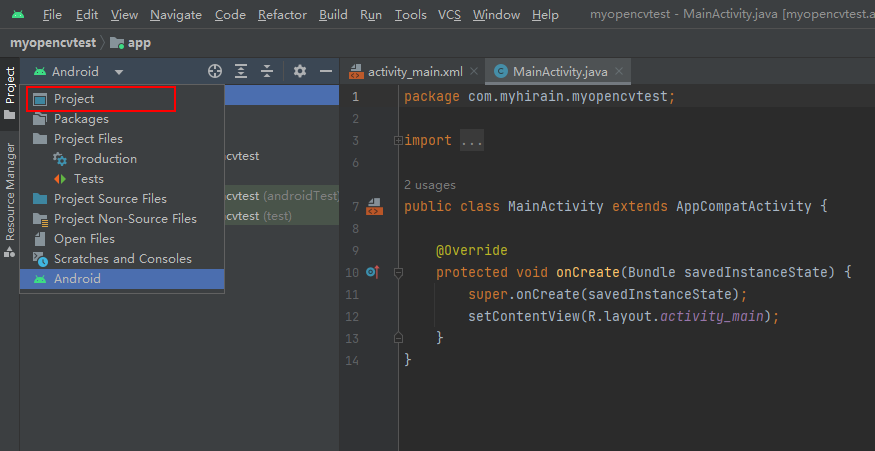 File Edit View Navigate Code Refactor Build Run Tools VCS Window Help myopencvtest - MainActivity.java [myopencvtest.a
myopencvtest app
Project
Resource Manager
Android
Project
Packages
Project Files
Production
Tests
Project Source Files
Project Non-Source Files
Open Files
Scratches and Consoles
Android
cvtest
cvtest (androidTest)
cvtest (test)
activity_main.xml MainActivity.java
1 package com.myhirain.myopencvtest;
2
3 import ...
6
2 usages
7 public class MainActivity extends AppCompatActivity {
8
9 @Override
10 protected void onCreate(Bundle savedInstanceState) {
11 super.onCreate(savedInstanceState);
12 setContentView(R.layout.activity_main);
13 }
14 }